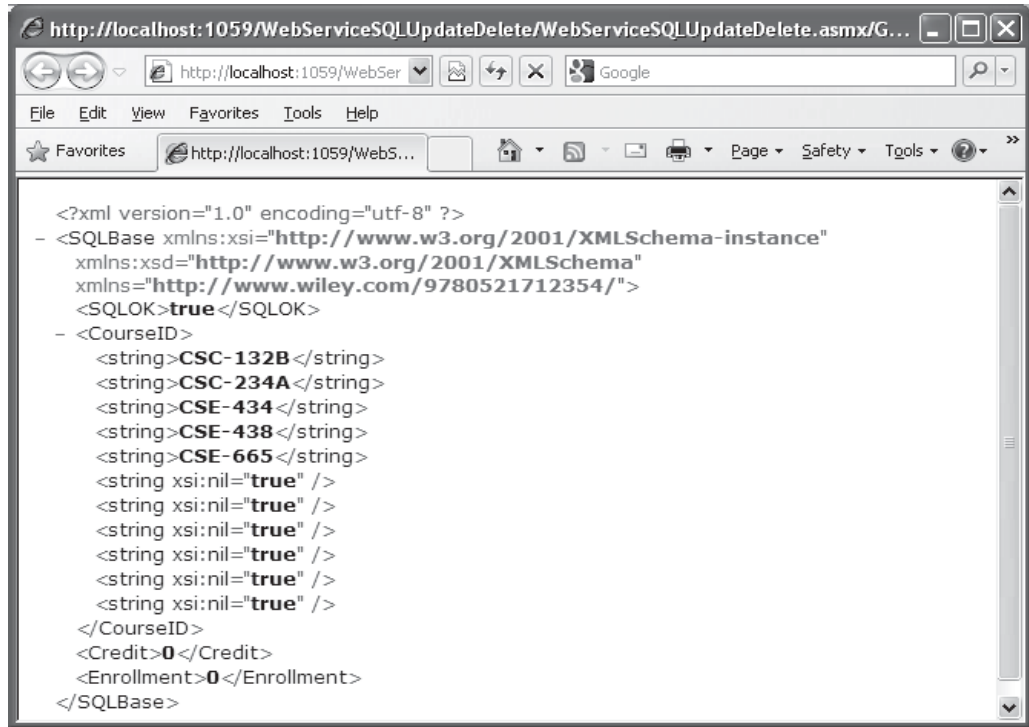 http://localhost:1059/WebServiceSQLUpdateDelete/WebServiceSQLUpdateDelete.asmx/G...
http://localhost:1059/WebSer
Google
File Edit View Favorites Tools Help
Favorites http://localhost:1059/WebS... Page Safety Tools »
<?xml version="1.0" encoding="utf-8" ?>
- <SQLBase xmlns:xsi="http://www.w3.org/2001/XMLSchema-instance"
xmlns:xsd="http://www.w3.org/2001/XMLSchema"
xmlns="http://www.wiley.com/9780521712354/">
<SQLOK>true</SQLOK>
- <CourseID>
<string>CSC-132B</string>
<string>CSC-234A</string>
<string>CSE-434</string>
<string>CSE-438</string>
<string>CSE-665</string>
<string xsi:nil="true" />
<string xsi:nil="true" />
<string xsi:nil="true" />
<string xsi:nil="true" />
<string xsi:nil="true" />
<string xsi:nil="true" />
</CourseID>
<Credit>0</Credit>
<Enrollment>0</Enrollment>
</SQLBase>